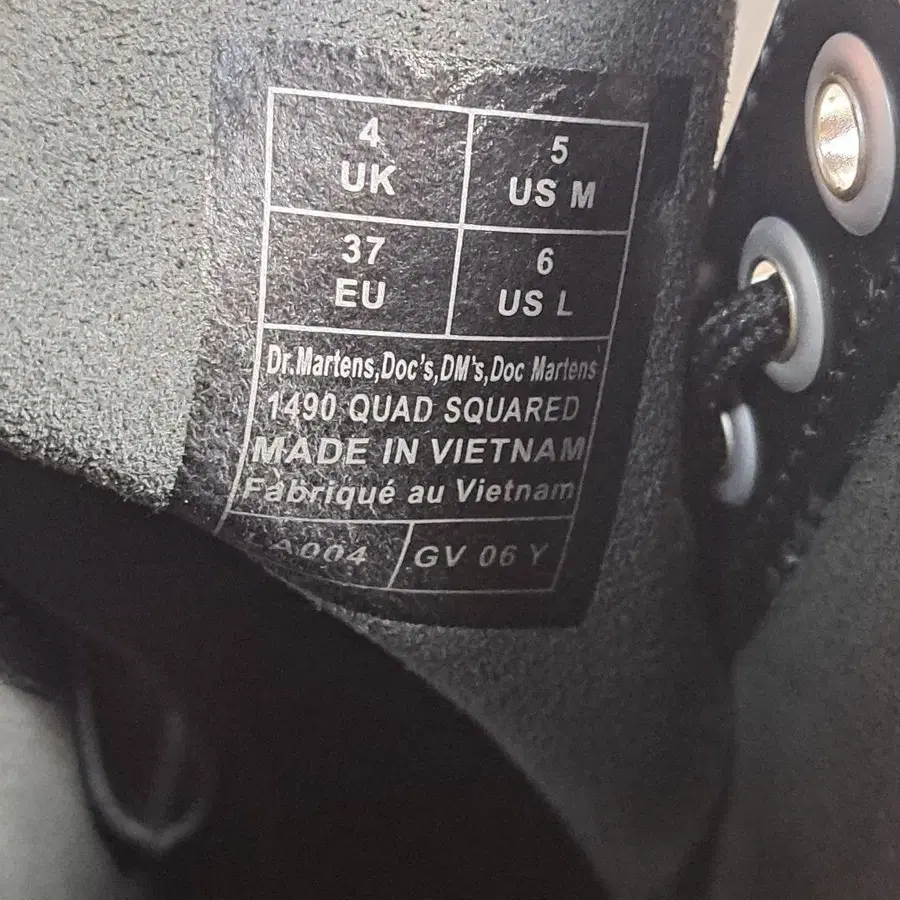 4
UK
5
US M
37
EU
6
US L
Dr.Martens,Doc's,DM's,Doc Martens
1490 QUAD SQUARED
MADE IN VIETNAM
Fabriqué au Vietnam
A004
GV 06 Y